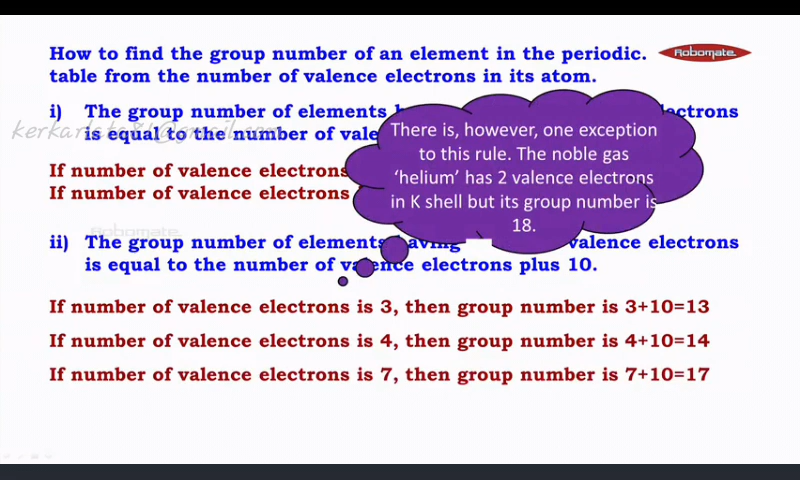 How to find the group number of an element in the periodic.
table from the number of valence electrons in its atom.
Robomate.
i) The group number of elements
is equal to the number of
kerkar
If number of valence electrons
If number of valence electrons
There is, however, one exception
to this rule. The noble gas
'helium' has 2 valence electrons
in K shell but its group number is
18.
Robomate.
ii) The group number of elements having valence electrons
is equal to the number of valence electrons plus 10.
If number of valence electrons is 3, then group number is 3+10=13
If number of valence electrons is 4, then group number is 4+10=14
If number of valence electrons is 7, then group number is 7+10=17